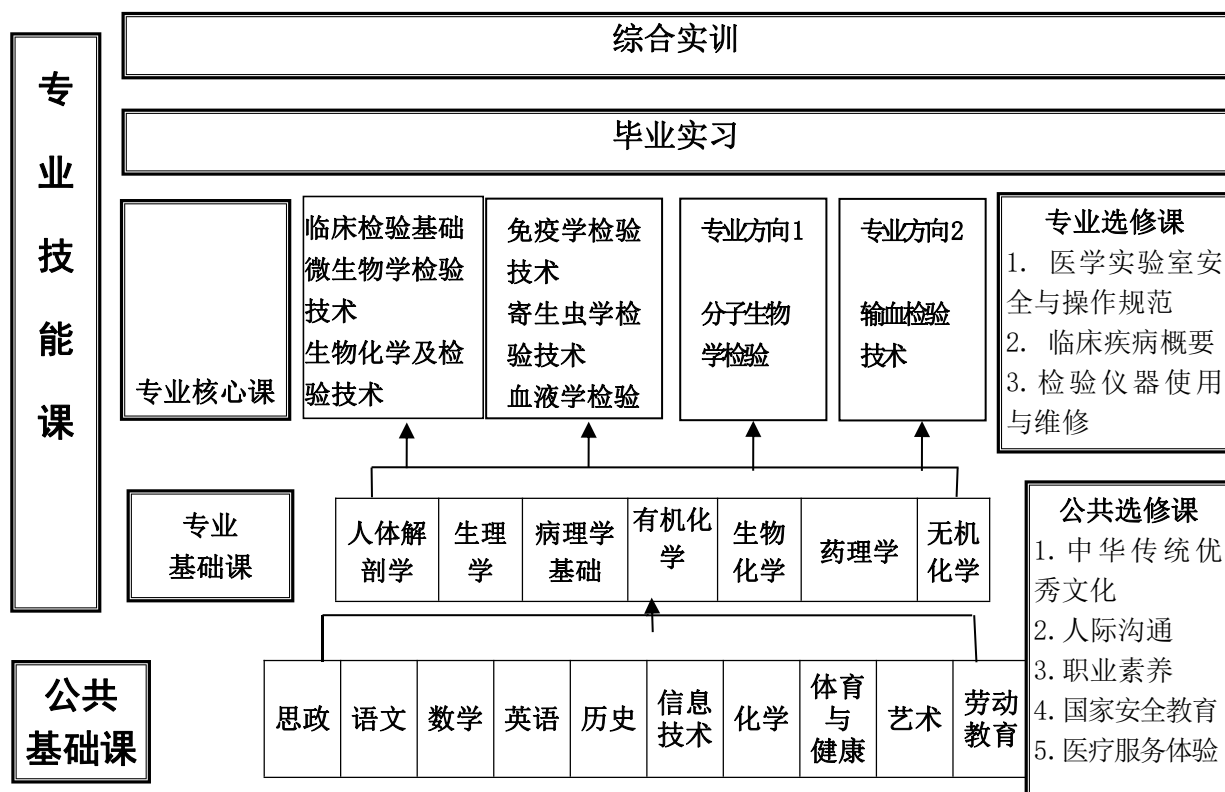 专
业
技
能
课
综合实训
毕业实习
专业核心课
临床检验基础
微生物学检验
技术
生物化学及检
验技术
免疫学检验
技术
寄生虫学检
验技术
血液学检验
专业方向1
分子生物
学检验
专业方向2
输血检验
技术
专业选修课
1. 医学实验室安
全与操作规范
2. 临床疾病概要
3.检验仪器使用
与维修
专业
基础课
人体解
剖学
生理
学
病理学
基础
有机化
学
生物
化学
药理学
无机
化学
公共选修课
1.中华传统优
秀文化
2.人际沟通
3.职业素养
4.国家安全教育
5.医疗服务体验
公共
基础课
思政
语文
数学
英语
历史
信息
技术
化学
体育
与
健康
艺术
劳动
教育